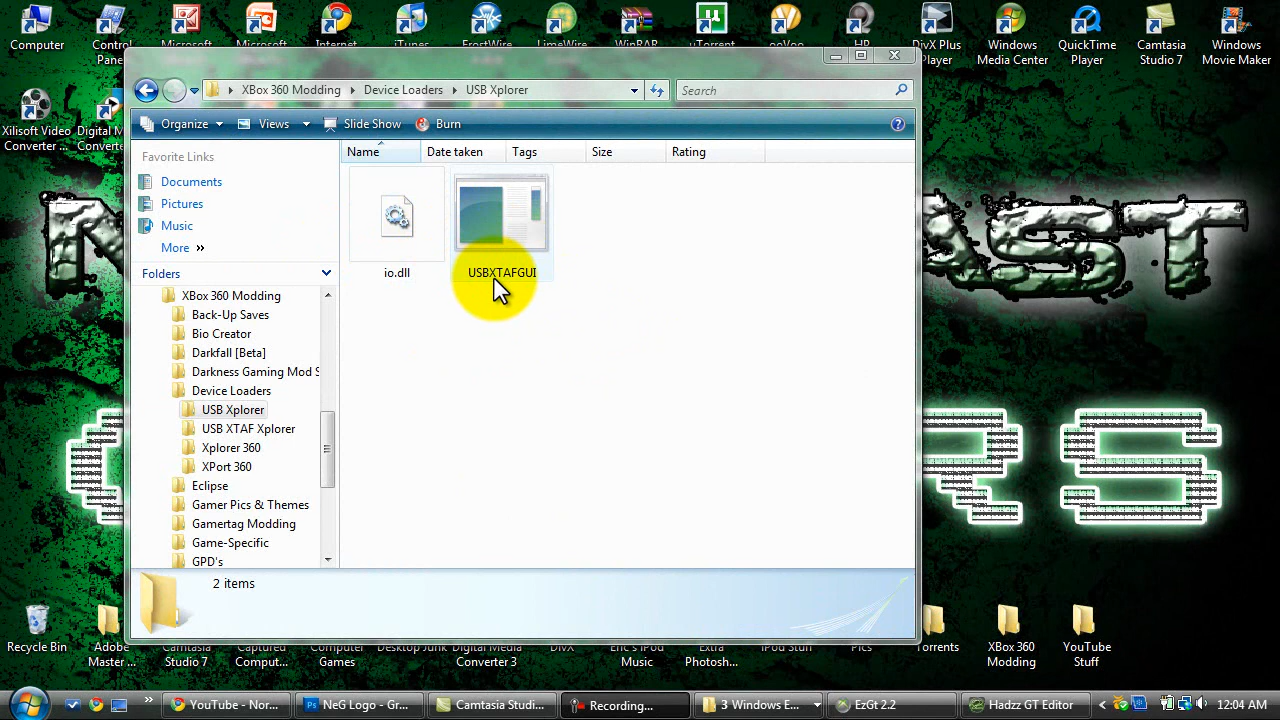 Computer
Control
Panel
Microsoft
Microsoft
Internet
iTunes
FrostWire
LimeWire
WinRAR
uTorrent
ooVoo
HP
DivX Plus
Player
Windows
Media Center
QuickTime
Player
Camtasia
Studio 7
Windows
Movie Maker
XBox 360 Modding
Device Loaders
USB Xplorer
Search
Xilisoft Video
Converter ...
Digital M
Converte
Organize
Views
Slide Show
Burn
Favorite Links
Name
Date taken
Tags
Size
Rating
Documents
Pictures
Music
More »
Folders
io.dll
USBXTAFGUI
XBox 360 Modding
Back-Up Saves
Bio Creator
Darkfall [Beta]
Darkness Gaming Mod S
Device Loaders
USB Xplorer
USB XTAF Xplorer
Xplorer 360
XPort 360
Eclipse
Gamer Pics & Themes
Gamertag Modding
Game-Specific
GPD's
2 items
Recycle Bin
Adobe
Master ...
Camtasia
Studio 7
Captured
Comput...
Computer
Games
Desktop Junk
Digital Media
Converter 3
DivX
Eric's iPod
Music
Extra
Photosh...
iPod Stuff
Pics
Torrents
XBox 360
Modding
YouTube
Stuff
YouTube - Nor...
NeG Logo - Gr...
Camtasia Studi...
Recording...
3 Windows E...
EzGt 2.2
Hadzz GT Editor
12:04 AM